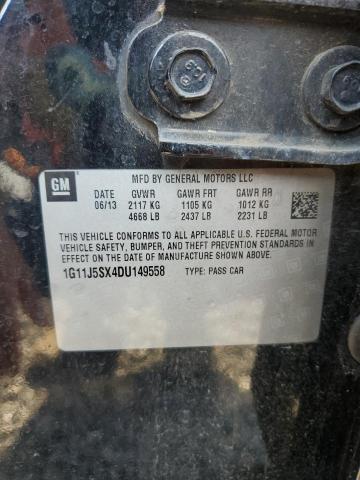 GM
MFD BY GENERAL MOTORS LLC
DATE GVWR GAWR FRT GAWR RR
06/13 2117 KG 1105 KG 1012 KG
4668 LB 2437 LB 2231 LB
THIS VEHICLE CONFORMS TO ALL APPLICABLE U.S. FEDERAL MOTOR
VEHICLE SAFETY, BUMPER, AND THEFT PREVENTION STANDARDS IN
EFFECT ON THE DATE OF MANUFACTURE SHOWN ABOVE.
1G11J5SX4DU149558 TYPE: PASS CAR